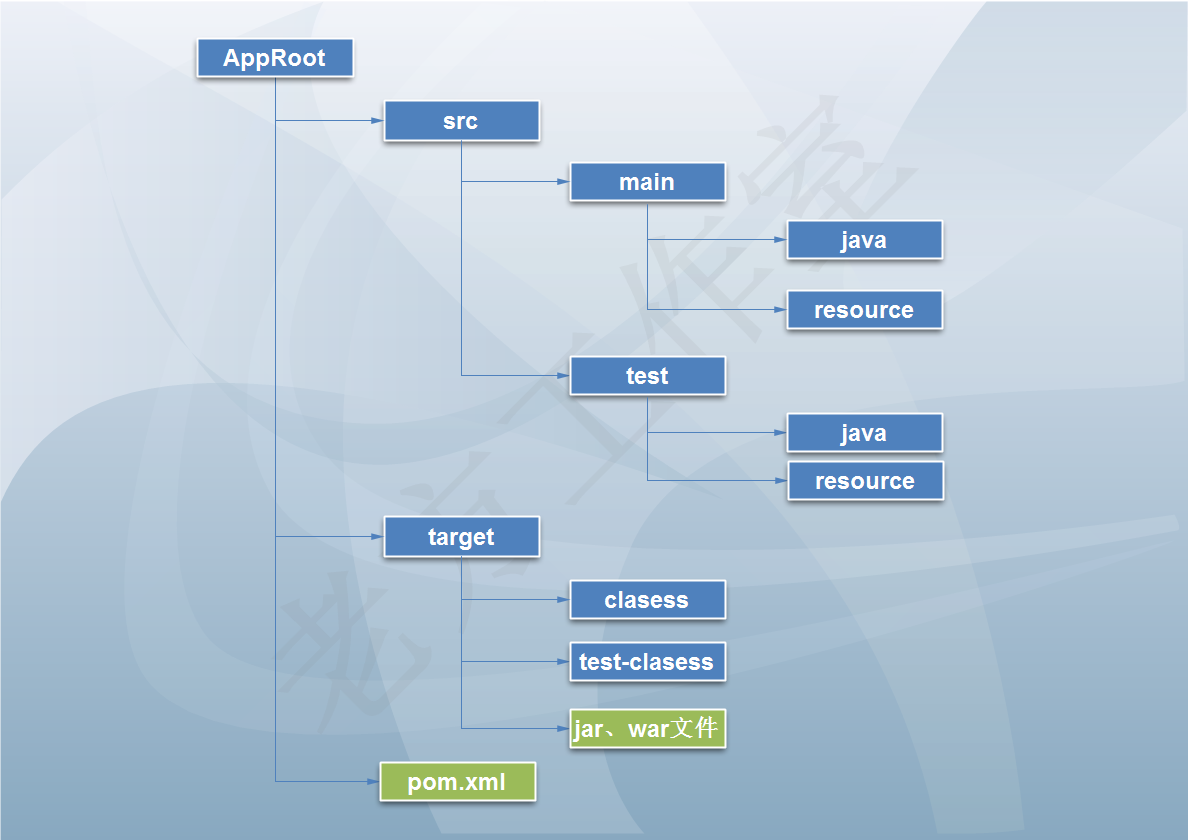 AppRoot
src
main
java
resource
test
java
resource
target
clasess
test-clasess
jar、war文件
pom.xml